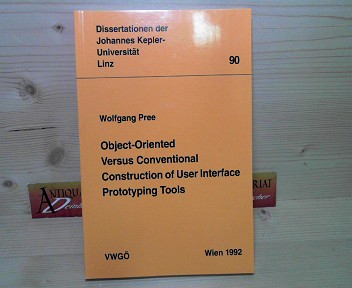 Dissertationen der
Johannes Kepler-
Universität
Linz 90
Wolfgang Pree
Object-Oriented
Versus Conventional
Construction of User Interface
Prototyping Tools
VWGÖ Wien 1992